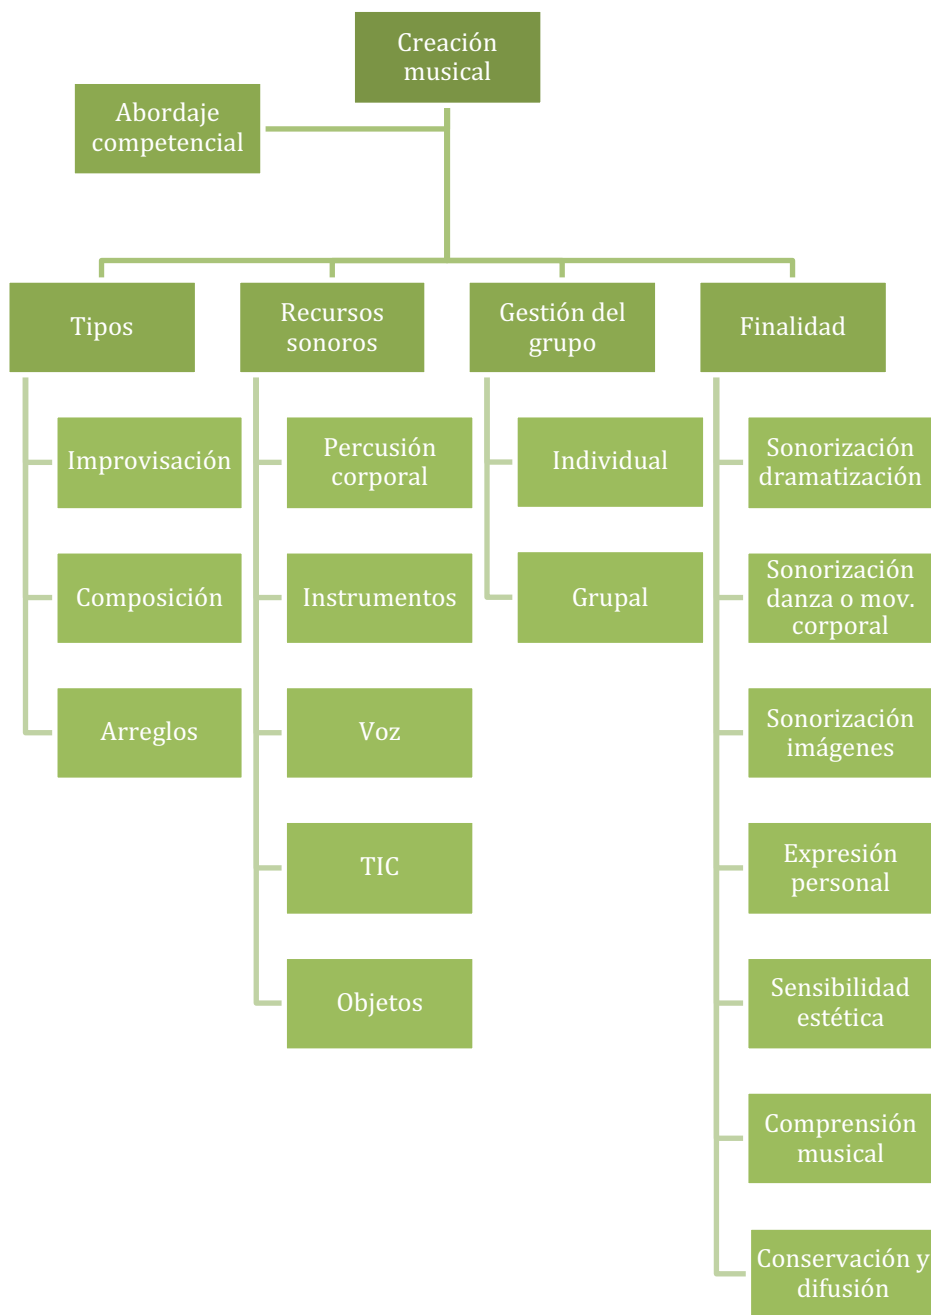 Creación
musical
Abordaje
competencial
Tipos
Recursos
sonoros
Gestión del
grupo
Finalidad
Improvisación
Composición
Arreglos
Percusión
corporal
Instrumentos
Voz
TIC
Objetos
Individual
Grupal
Sonorización
dramatización
Sonorización
danza o mov.
corporal
Sonorización
imágenes
Expresión
personal
Sensibilidad
estética
Comprensión
musical
Conservación y
difusión